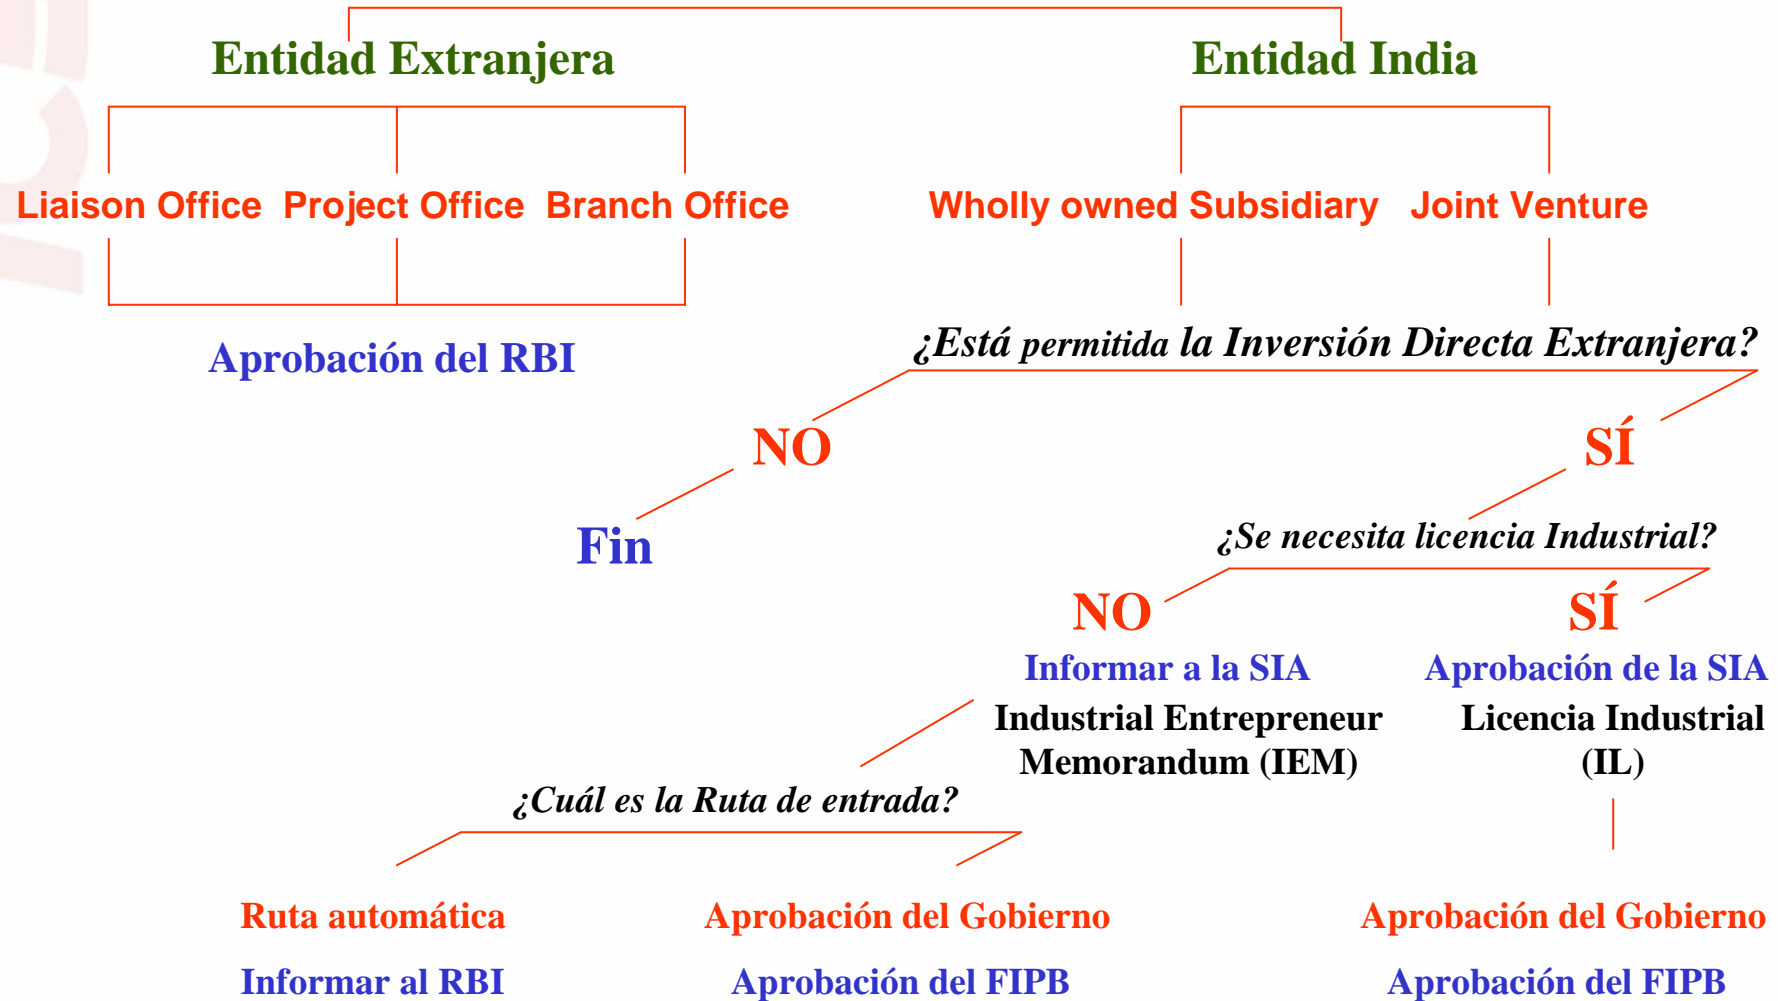 Entidad Extranjera
Entidad India
Liaison Office Project Office Branch Office
Wholly owned Subsidiary Joint Venture
Aprobación del RBI
¿Está permitida la Inversión Directa Extranjera?
NO
SÍ
Fin
¿Se necesita licencia Industrial?
NO
SÍ
Informar a la SIA
Aprobación de la SIA
Industrial Entrepreneur
Memorandum (IEM)
Licencia Industrial
(IL)
¿Cuál es la Ruta de entrada?
Ruta automática
Aprobación del Gobierno
Aprobación del Gobierno
Informar al RBI
Aprobación del FIPB
Aprobación del FIPB